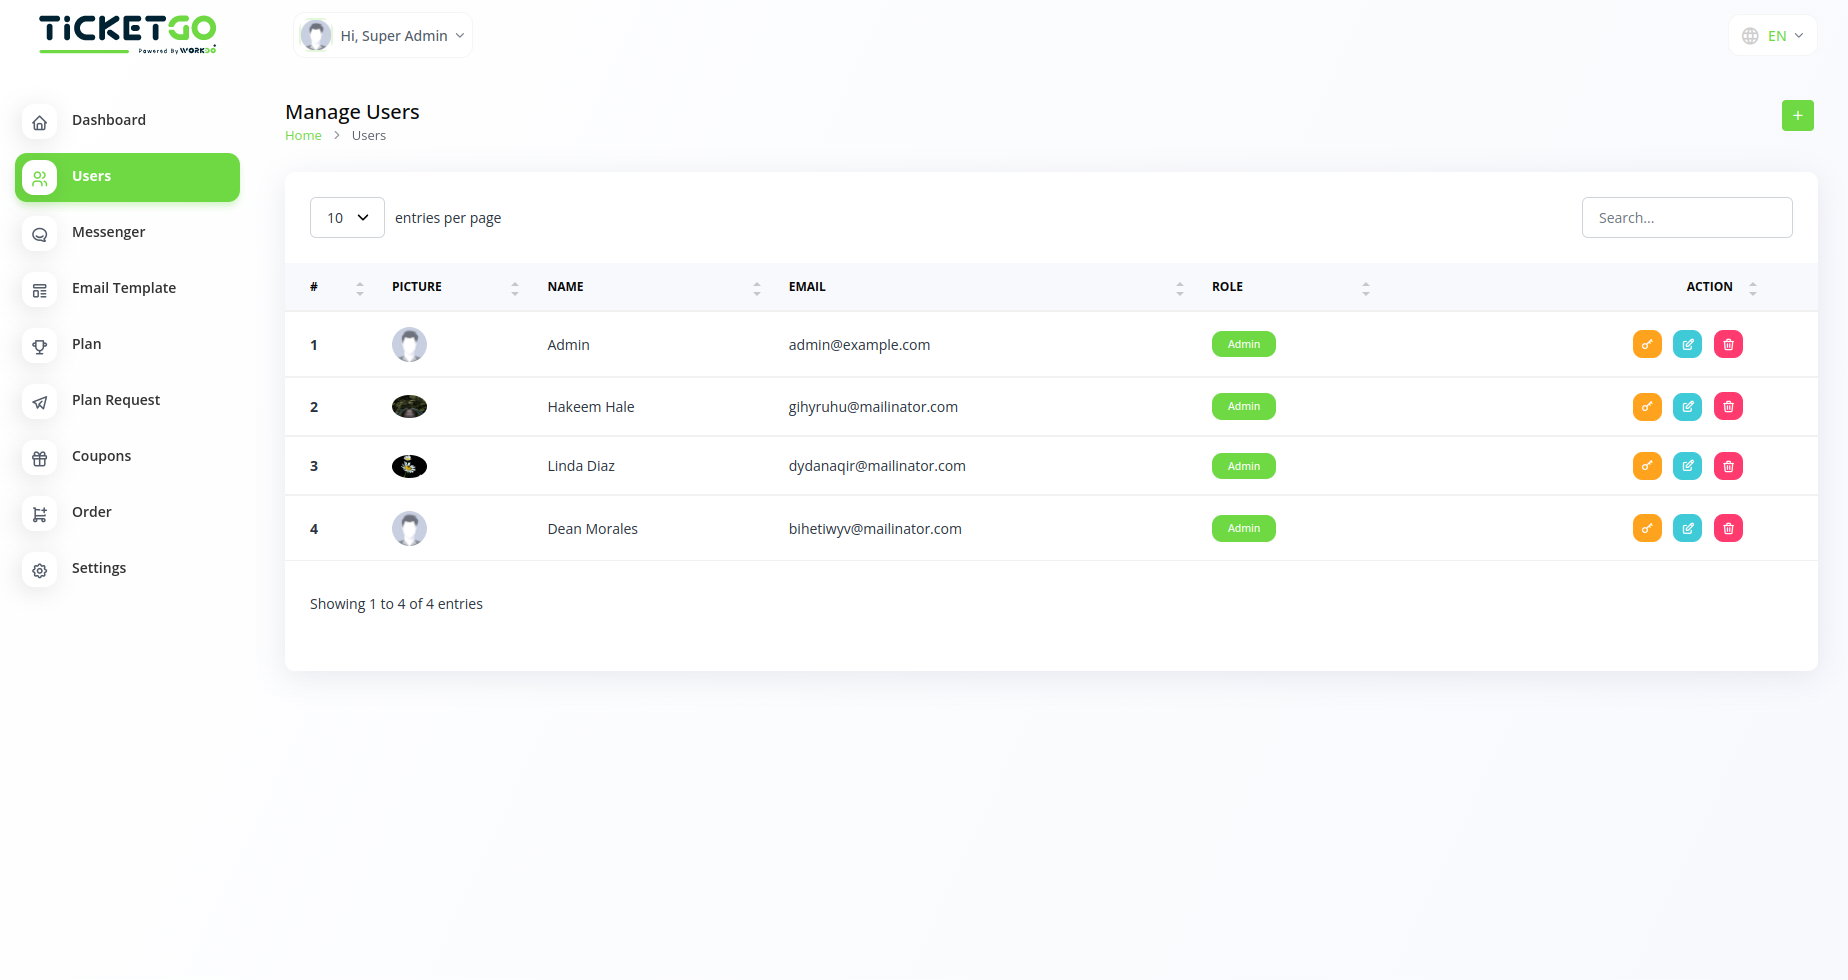 TiCKETGO
Powered By WORKDO
Hi, Super Admin
EN
Dashboard
Users
Messenger
Email Template
Plan
Plan Request
Coupons
Order
Settings
Manage Users
Home > Users
+
10 entries per page
Search...
# PICTURE NAME EMAIL ROLE ACTION
1 Admin admin@example.com Admin
2 Hakeem Hale gihyruhu@mailinator.com Admin
3 Linda Diaz dydanaqir@mailinator.com Admin
4 Dean Morales bihetiwyv@mailinator.com Admin
Showing 1 to 4 of 4 entries